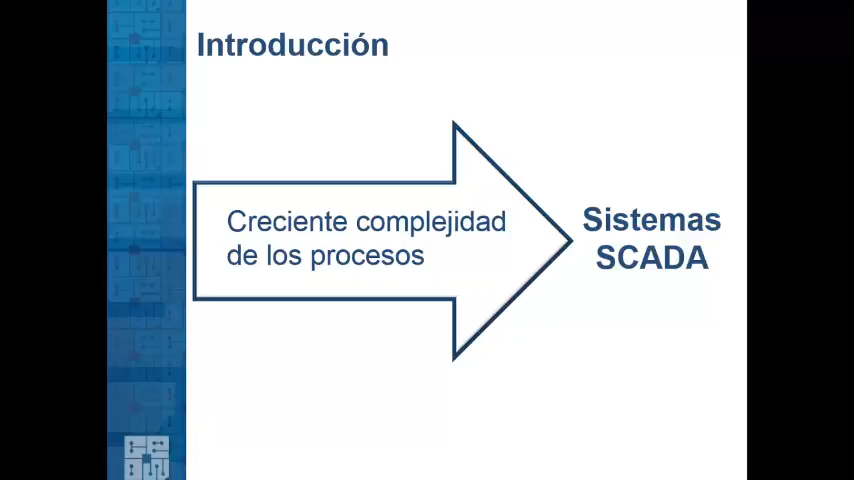 Introducción
Creciente complejidad
de los procesos
Sistemas
SCADA